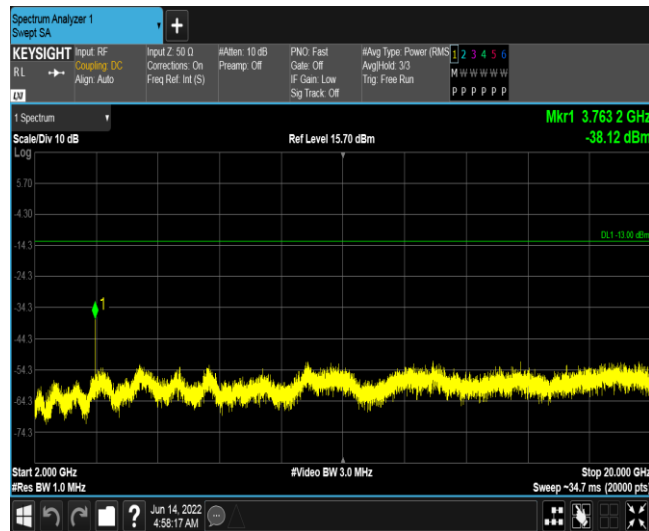 Spectrum Analyzer 1
Swept SA
KEYSIGHT
RL
LXI
Input: RF
Coupling: DC
Align: Auto
Input Z: 50 Ω
Corrections: On
Freq Ref: Int (S)
#Atten: 10 dB
Preamp: Off
PNO: Fast
Gate: Off
IF Gain: Low
Sig Track: Off
#Avg Type: Power (RMS
Avg|Hold: 3/3
Trig: Free Run
1 2 3 4 5 6
M W W W W W
P P P P P P
1 Spectrum
Scale/Div 10 dB
Ref Level 15.70 dBm
Mkr1 3.763 2 GHz
-38.12 dBm
Log
5.70
-4.30
DL1 -13.00 dBm
-14.3
-24.3
-34.3
1
-44.3
-54.3
-64.3
-74.3
Start 2.000 GHz
#Video BW 3.0 MHz
Stop 20.000 GHz
#Res BW 1.0 MHz
Sweep ~34.7 ms (20000 pts)
?
Jun 14, 2022
4:58:17 AM